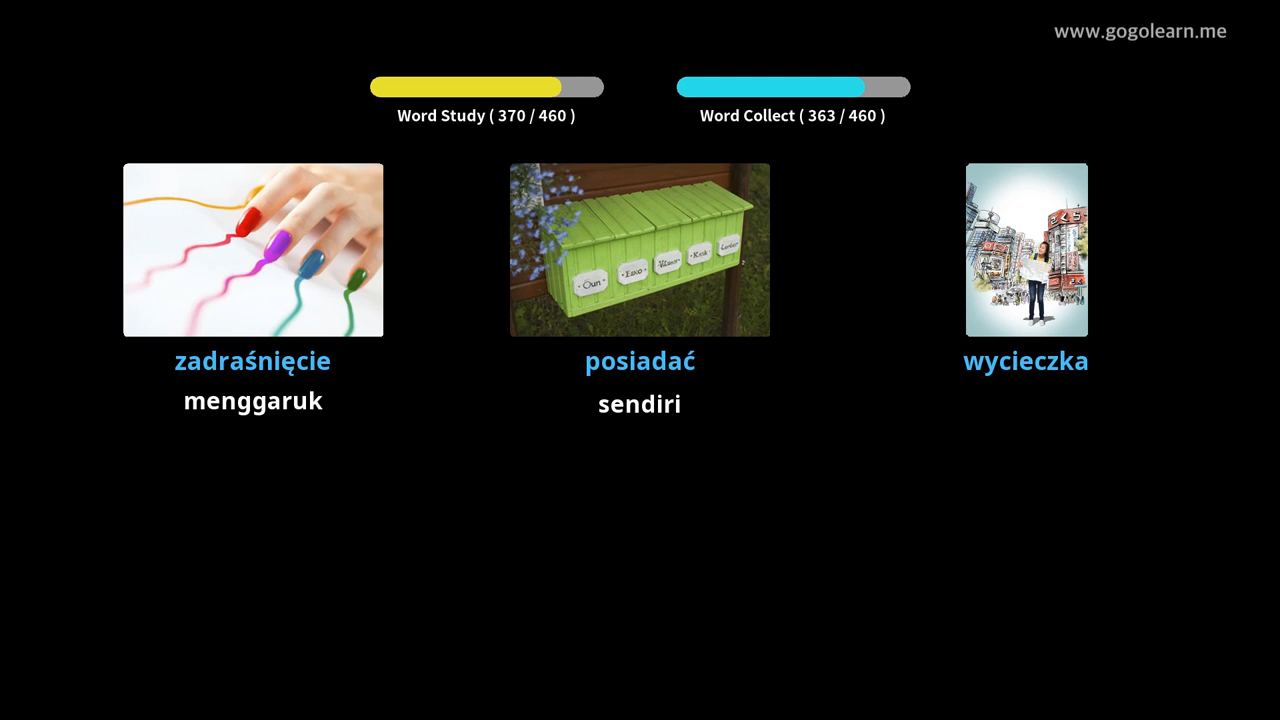 www.gogolearn.me
Word Study ( 370 / 460 )
Word Collect ( 363 / 460 )
zadraśnięcie
posiadać
wycieczka
menggaruk
sendiri